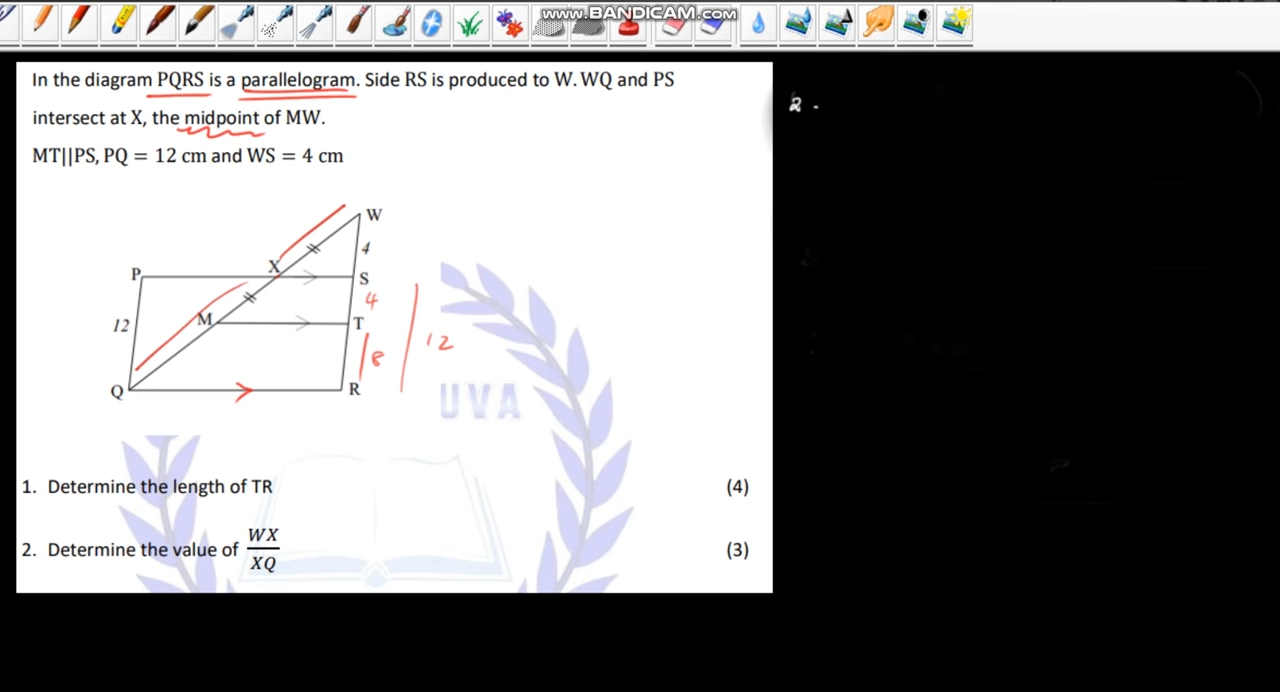 www.BANDICAM.com
In the diagram PQRS is a parallelogram. Side RS is produced to W. WQ and PS
intersect at X, the midpoint of MW.
MT||PS, PQ = 12 cm and WS = 4 cm
2.
W
4
X
P
S
4
12
M
T
8
12
Q
R
UVA
1. Determine the length of TR (4)
2. Determine the value of WX/XQ (3)